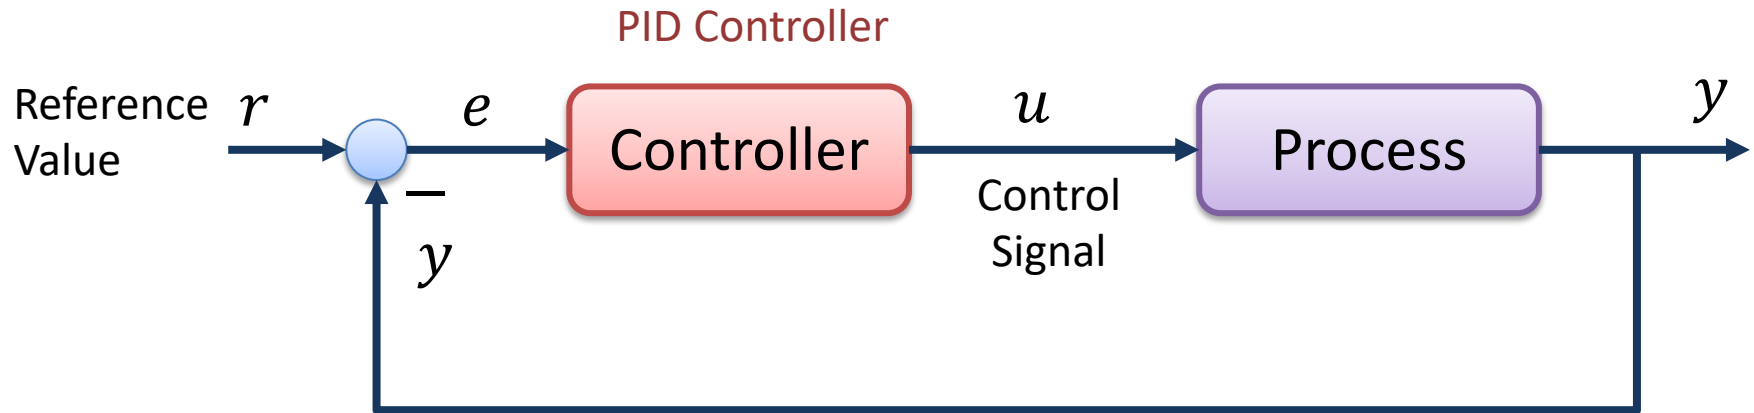 PID Controller
Reference
Value
r
e
Controller
u
Control
Signal
Process
y
−
y